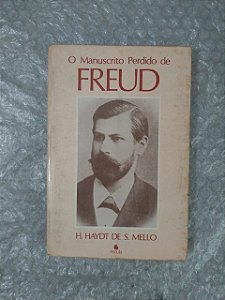 O Manuscrito Perdido de
FREUD
H. HAYDT DE S. MELLO